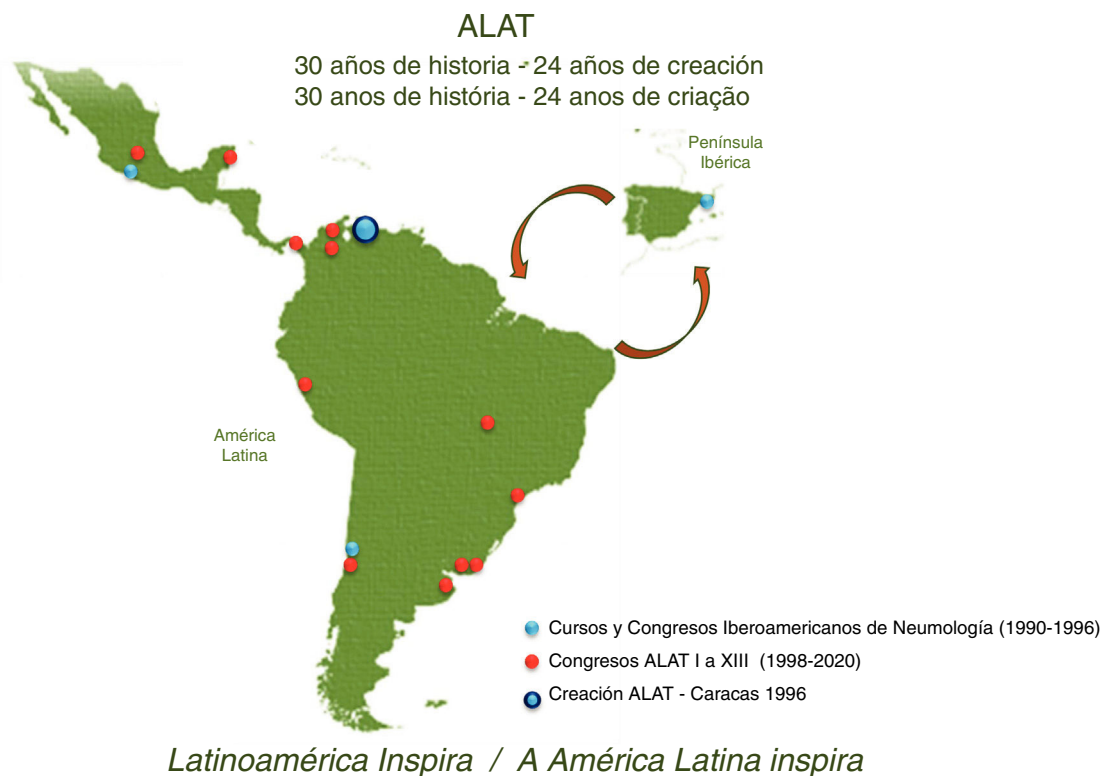 ALAT
30 años de historia - 24 años de creación
30 anos de história - 24 anos de criação
Península
Ibérica
América
Latina
Cursos y Congresos Iberoamericanos de Neumología (1990-1996)
Congresos ALAT I a XIII (1998-2020)
Creación ALAT - Caracas 1996
Latinoamérica Inspira / A América Latina inspira